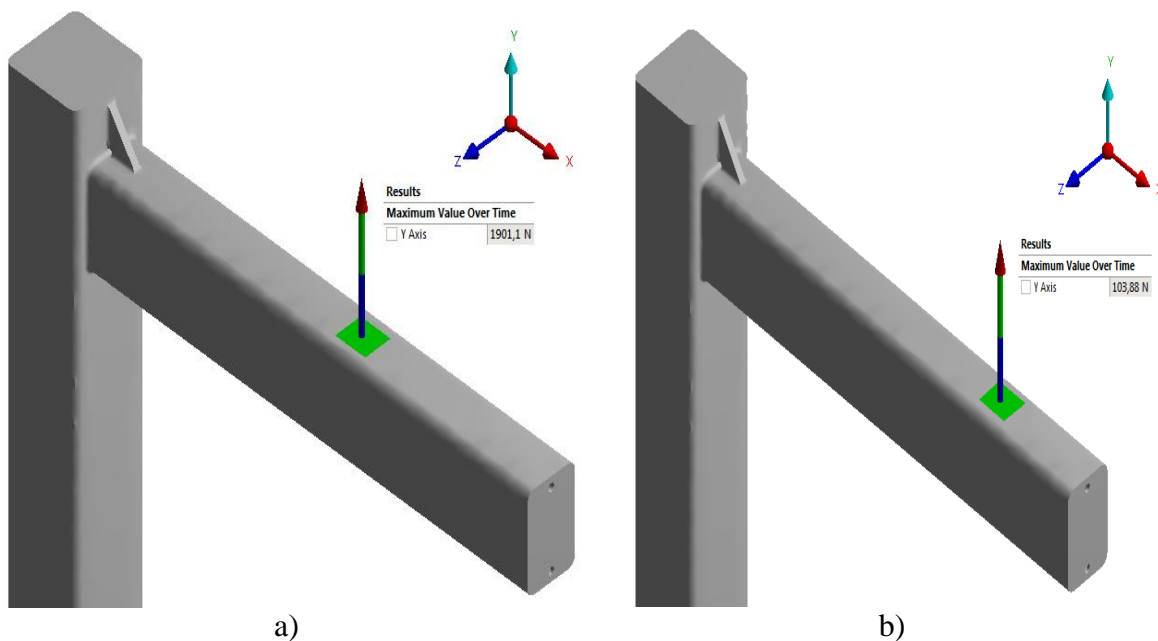 Y
Z
X
Results
Maximum Value Over Time
Y Axis 1901,1 N
a)
Y
Z
X
Results
Maximum Value Over Time
Y Axis 103,88 N
b)